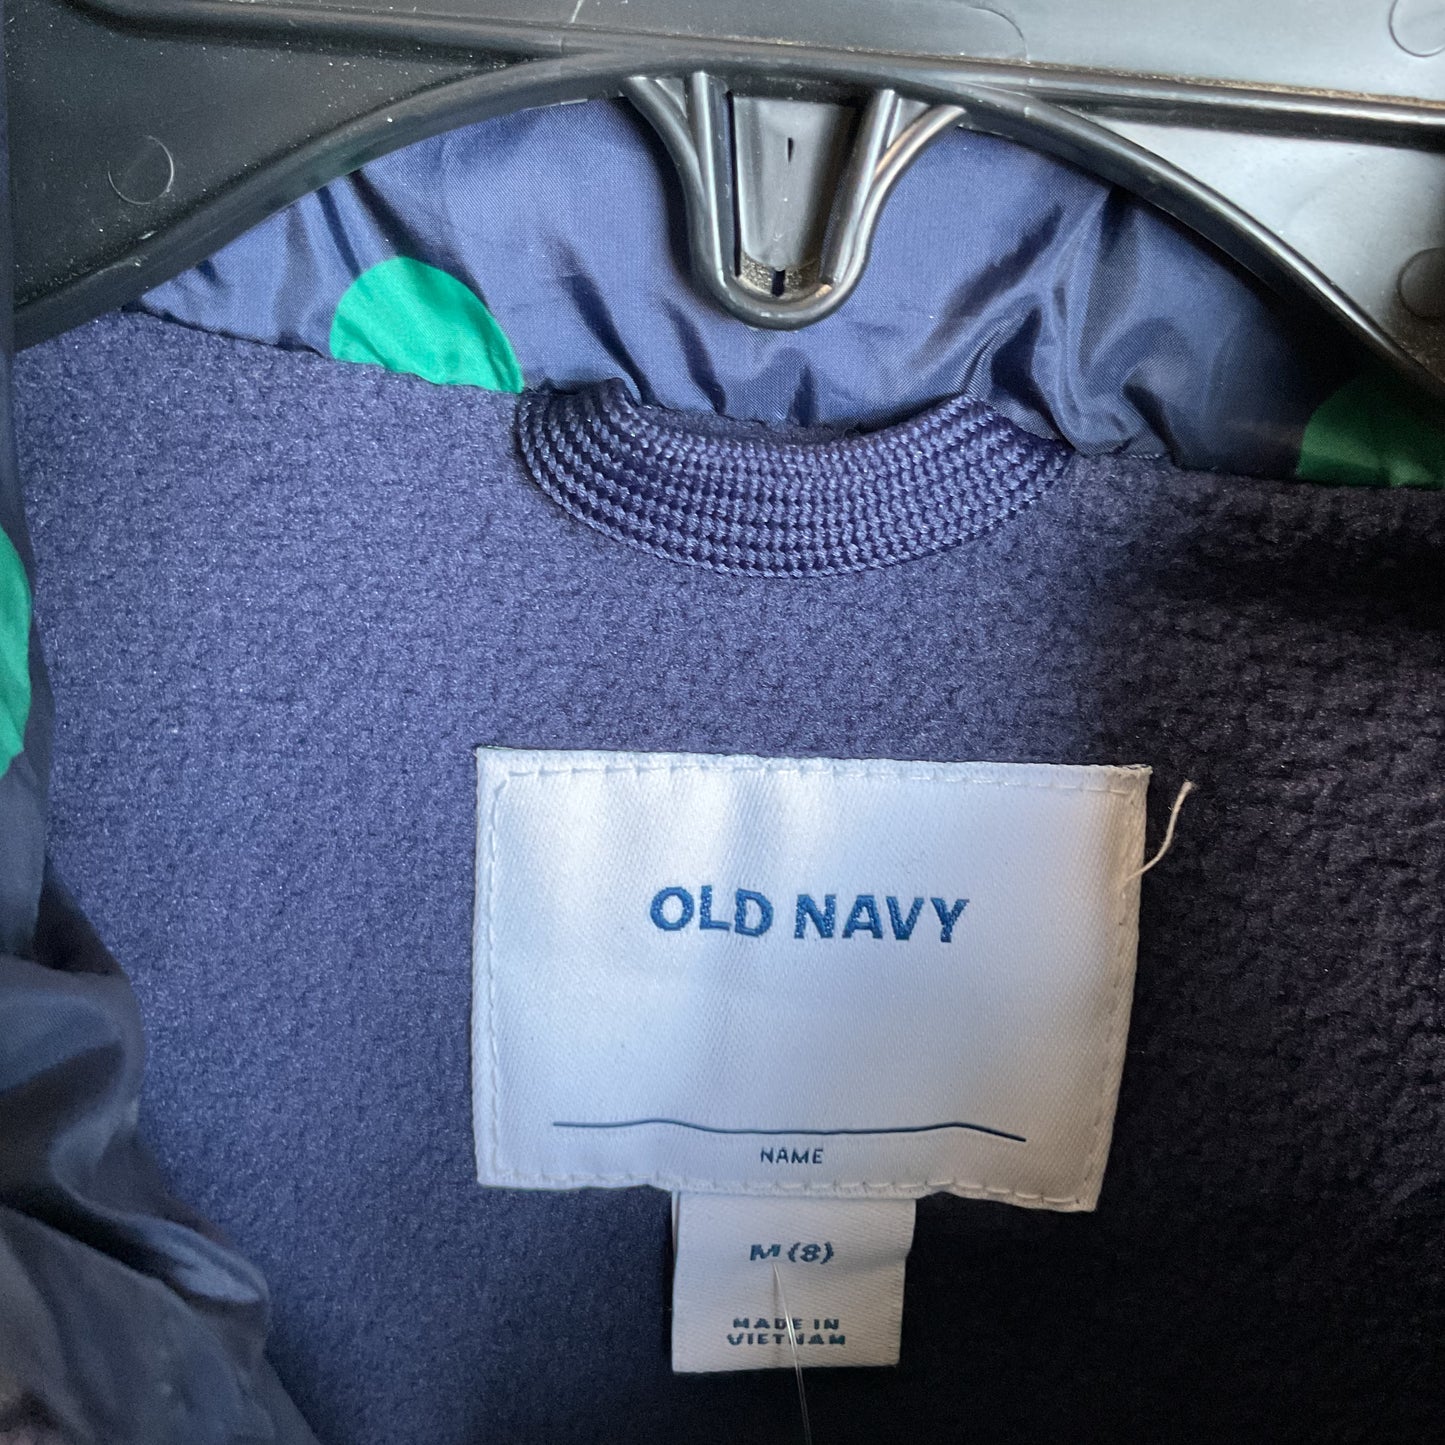 OLD NAVY
NAME
M (8)
MADE IN
VIETNAM